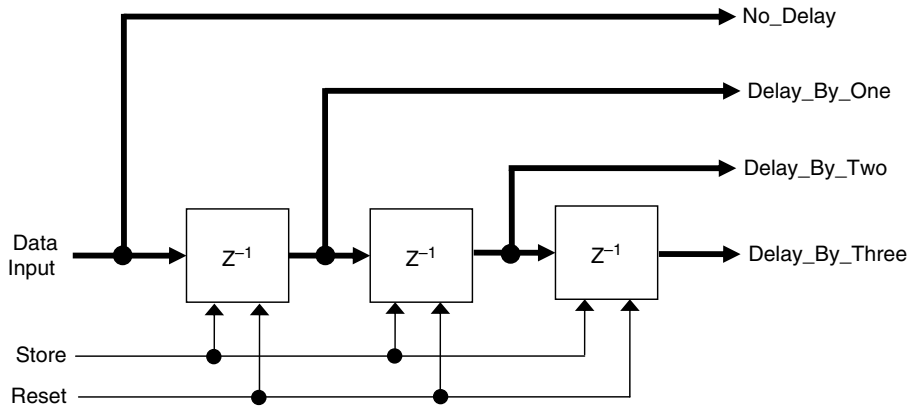 No_Delay
Delay_By_One
Delay_By_Two
Data
Input
Z–1
Z–1
Z–1
Delay_By_Three
Store
Reset